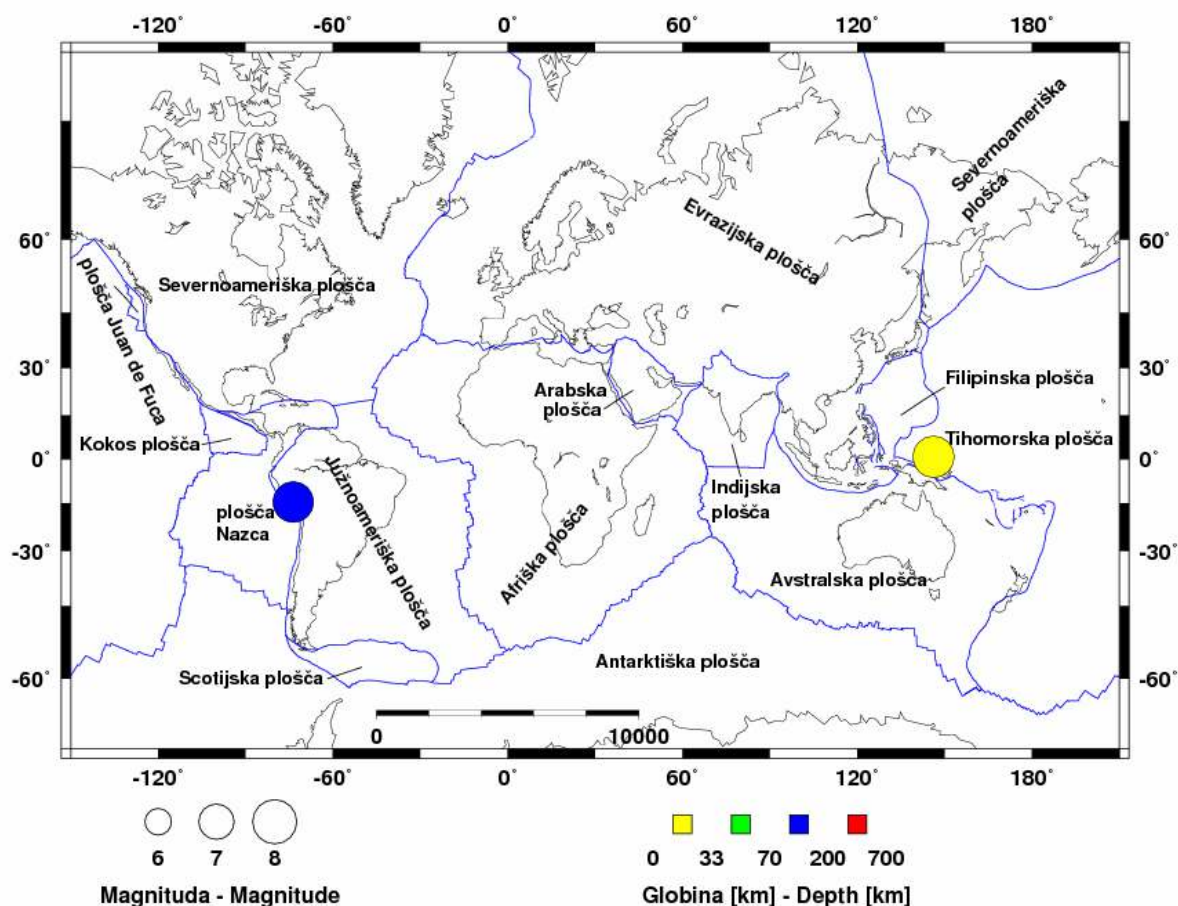 -120° -60° 0° 60° 120° 180°
60° 60°
30° 30°
0° 0°
-30° -30°
-60° -60°
Severnoameriška
plošča
Evrazijska plošča
Severnoameriška plošča
plošča Juan de Fuca
Arabska
plošča
Filipinska plošča
Kokos plošča
Tihomorska plošča
Indijska
plošča
plošča
Nazca
Južnoameriška plošča
Afriška plošča
Avstralska plošča
Antarktiška plošča
Scotijska plošča
0 10000
-120° -60° 0° 60° 120° 180°
6 7 8
0 33 70 200 700
Magnituda - Magnitude
Globina [km] - Depth [km]